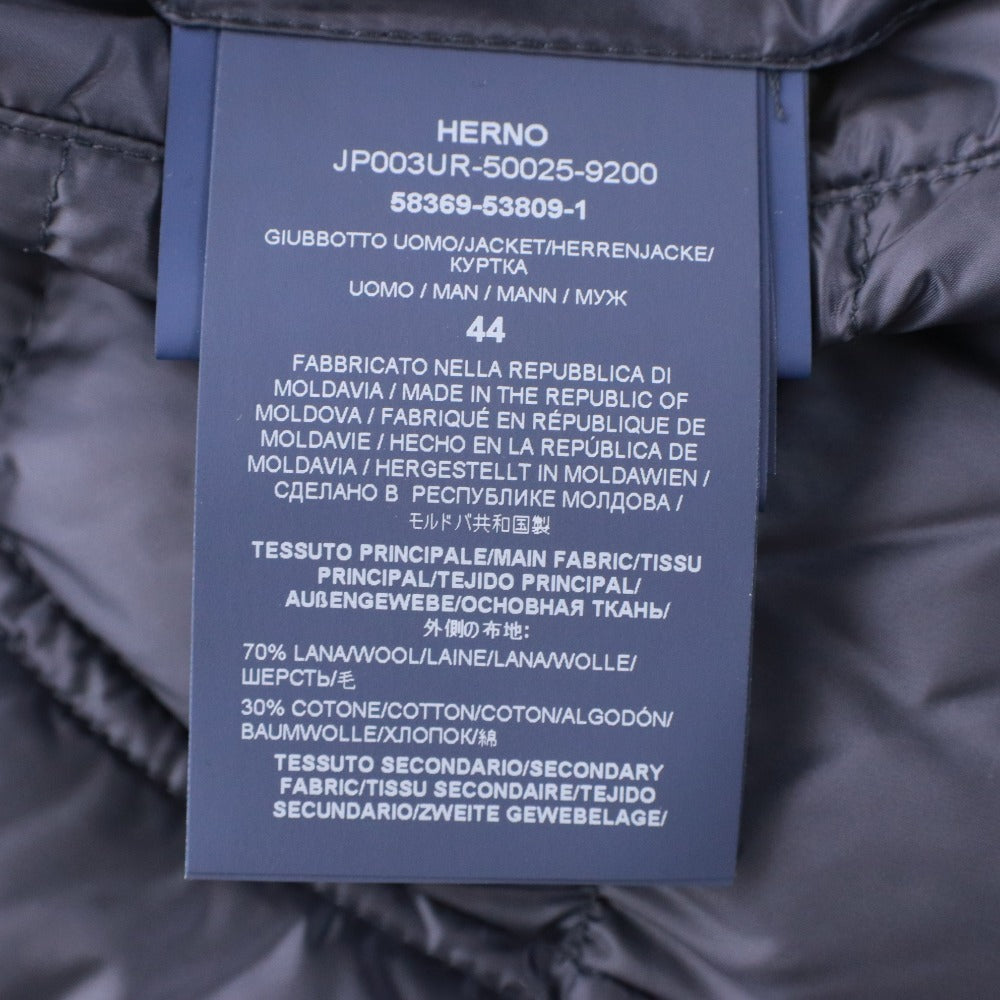 HERNO
JP003UR-50025-9200
58369-53809-1
GIUBBOTTO UOMO/JACKET/HERRENJACKE/
КУРТКА
UOMO / MAN / MANN / МУЖ
44
FABBRICATO NELLA REPUBBLICA DI
MOLDAVIA / MADE IN THE REPUBLIC OF
MOLDOVA / FABRIQUÉ EN RÉPUBLIQUE DE
MOLDAVIE / HECHO EN LA REPÚBLICA DE
MOLDAVIA / HERGESTELLT IN MOLDAWIEN /
СДЕЛАНО В РЕСПУБЛИКЕ МОЛДОВА /
モルドバ共和国製
TESSUTO PRINCIPALE/MAIN FABRIC/TISSU
PRINCIPAL/TEJIDO PRINCIPAL/
AUßENGEWEBE/ОСНОВНАЯ ТКАНЬ/
外側の布地:
70% LANA/WOOL/LAINE/LANA/WOLLE/
ШЕРСТЬ/毛
30% COTONE/COTTON/COTON/ALGODÓN/
BAUMWOLLE/ХЛОПОК/綿
TESSUTO SECONDARIO/SECONDARY
FABRIC/TISSU SECONDAIRE/TEJIDO
SECUNDARIO/ZWEITE GEWEBELAGE/